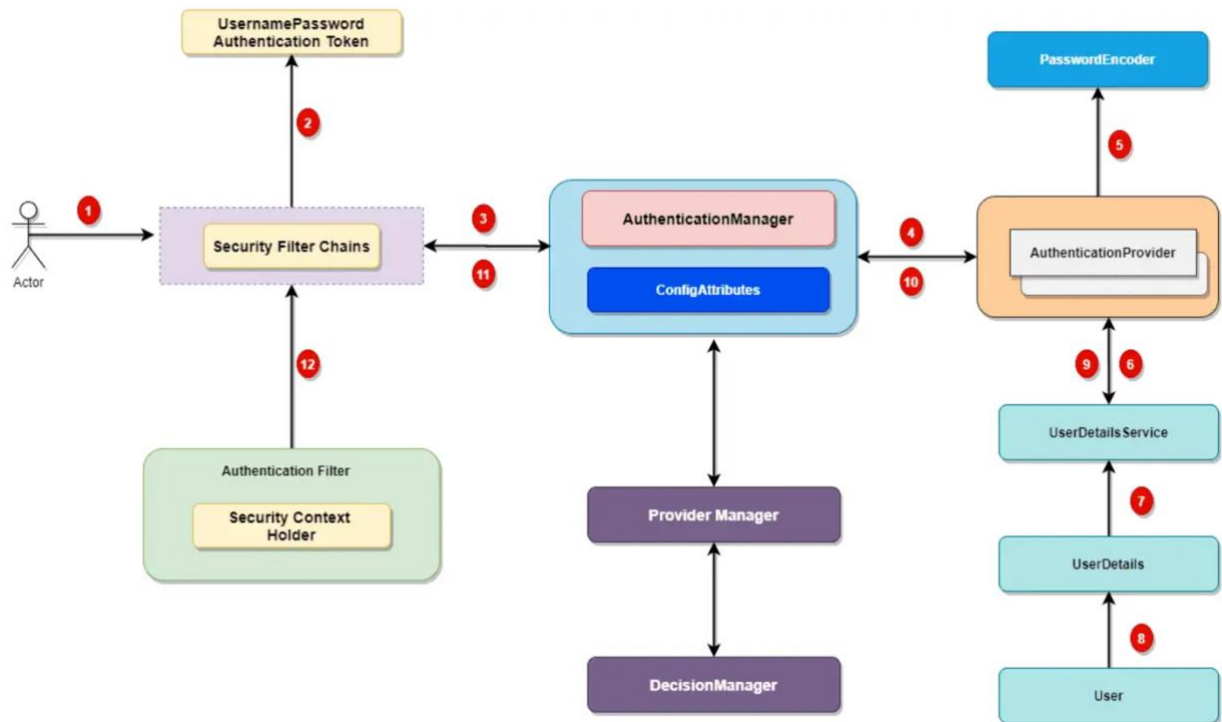 UsernamePassword
Authentication Token
PasswordEncoder
2
5
1
Security Filter Chains
3
11
AuthenticationManager
ConfigAttributes
4
10
AuthenticationProvider
Actor
12
9
6
UserDetailsService
Authentication Filter
Security Context
Holder
Provider Manager
7
UserDetails
8
DecisionManager
User